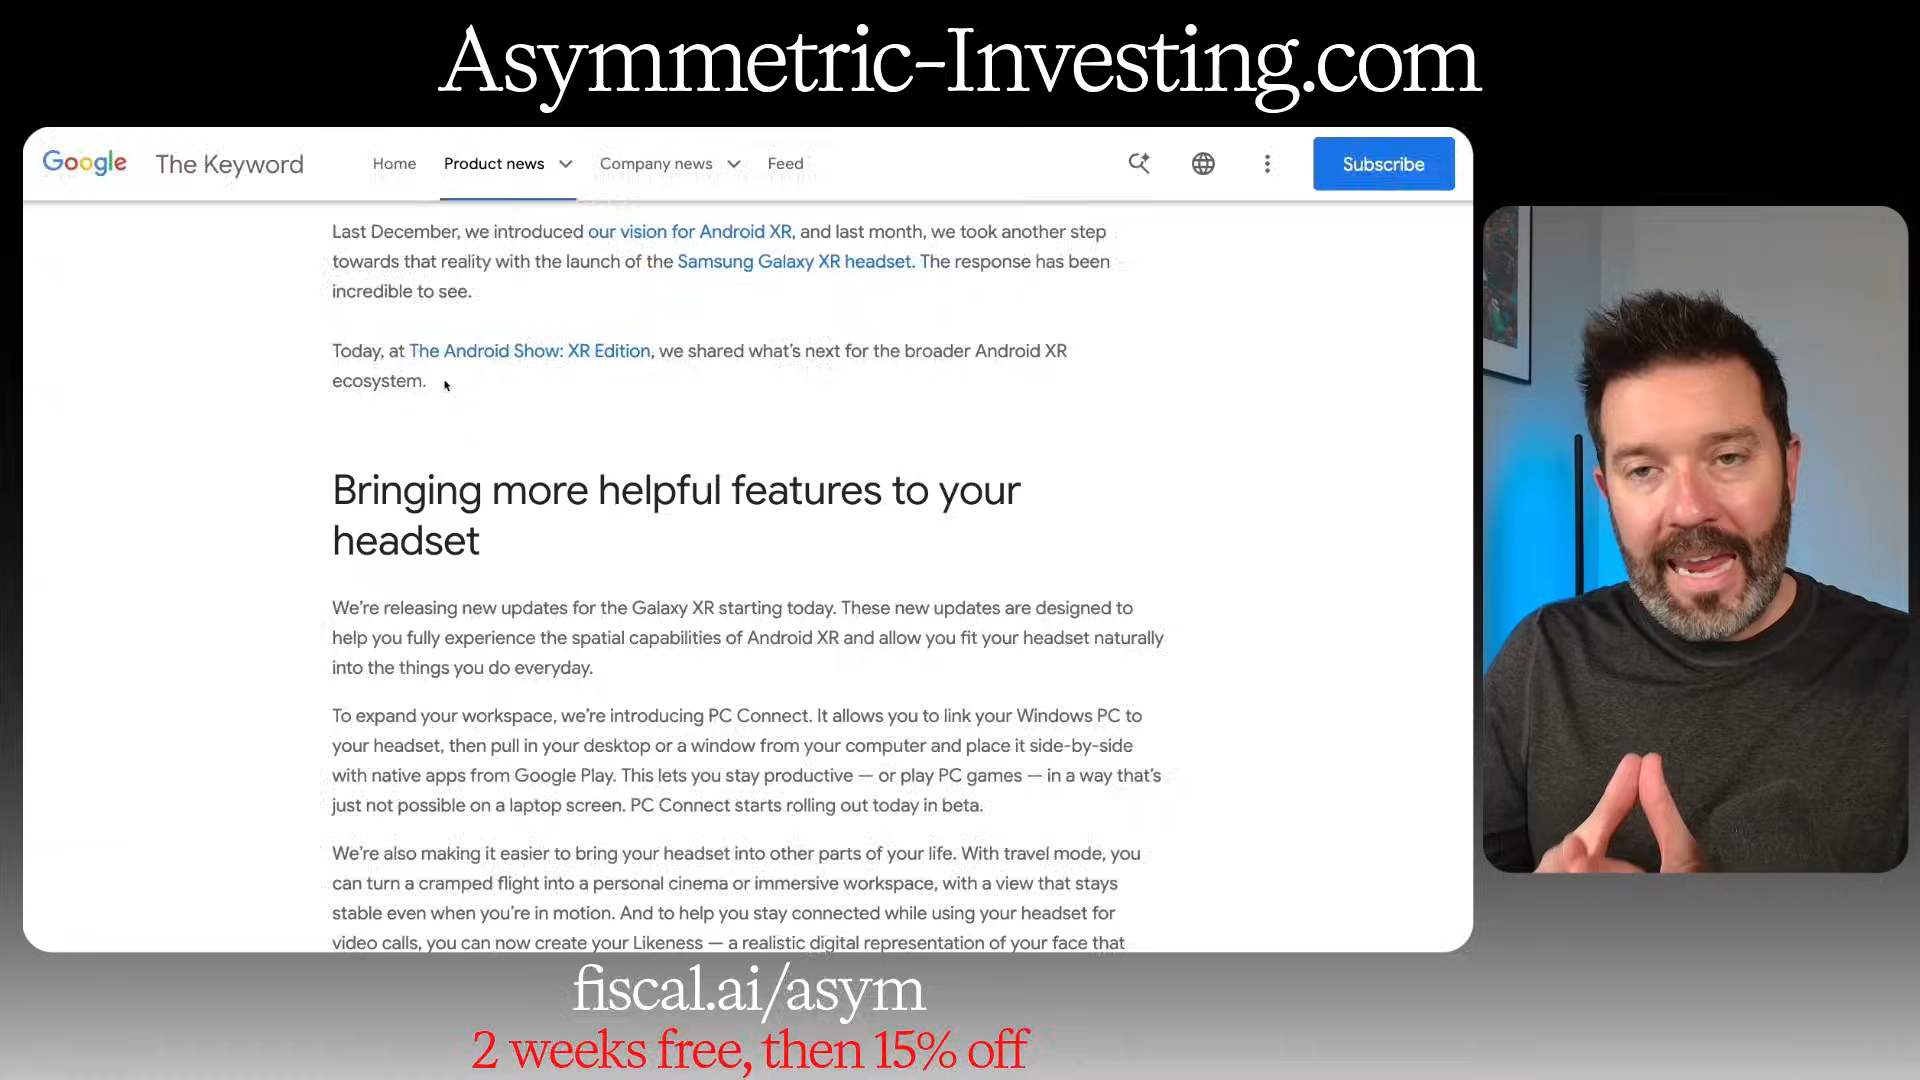 Asymmetric-Investing.com
Google The Keyword Home Product news Company news Feed Subscribe
Last December, we introduced our vision for Android XR, and last month, we took another step
towards that reality with the launch of the Samsung Galaxy XR headset. The response has been
incredible to see.
Today, at The Android Show: XR Edition, we shared what's next for the broader Android XR
ecosystem.
Bringing more helpful features to your
headset
We're releasing new updates for the Galaxy XR starting today. These new updates are designed to
help you fully experience the spatial capabilities of Android XR and allow you fit your headset naturally
into the things you do everyday.
To expand your workspace, we're introducing PC Connect. It allows you to link your Windows PC to
your headset, then pull in your desktop or a window from your computer and place it side-by-side
with native apps from Google Play. This lets you stay productive — or play PC games — in a way that's
just not possible on a laptop screen. PC Connect starts rolling out today in beta.
We're also making it easier to bring your headset into other parts of your life. With travel mode, you
can turn a cramped flight into a personal cinema or immersive workspace, with a view that stays
stable even when you're in motion. And to help you stay connected while using your headset for
video calls, you can now create your Likeness — a realistic digital representation of your face that
fiscal.ai/asym
2 weeks free, then 15% off